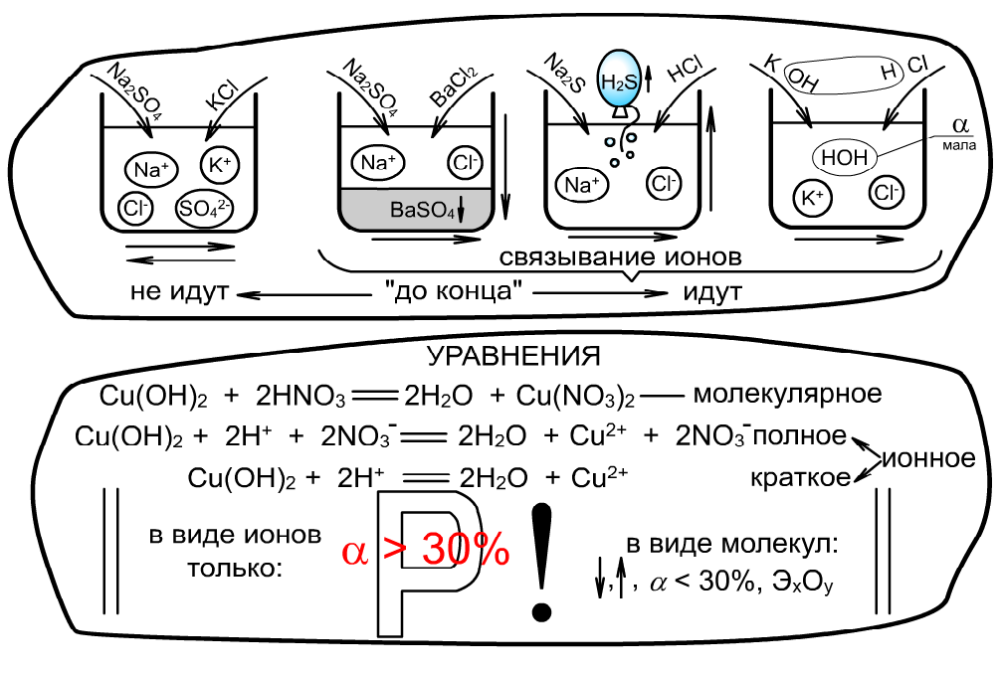 Na₂SO₄ KCl Na₂SO₄ BaCl₂ Na₂S H₂S↑ HCl K OH H Cl
Na⁺ K⁺ Na⁺ Cl⁻ HOH α мала
Cl⁻ SO₄²⁻ BaSO₄↓ Na⁺ Cl⁻ K⁺ Cl⁻
связывание ионов
не идут ← "до конца" → идут
УРАВНЕНИЯ
Cu(OH)₂ + 2HNO₃ = 2H₂O + Cu(NO₃)₂ — молекулярное
Cu(OH)₂ + 2H⁺ + 2NO₃⁻ = 2H₂O + Cu²⁺ + 2NO₃⁻ полное
ионное
Cu(OH)₂ + 2H⁺ = 2H₂O + Cu²⁺ краткое
в виде ионов
только:
Р
α > 30%
!
в виде молекул:
↓, ↑, α < 30%, ЭₓOᵧ